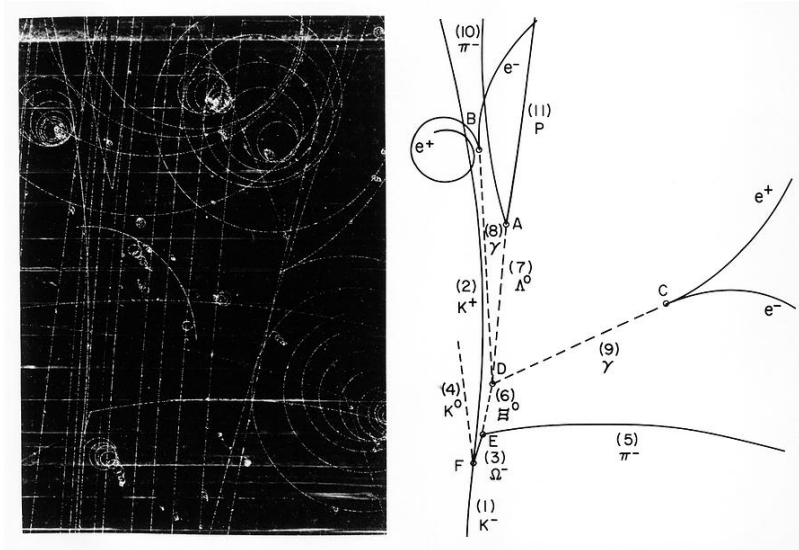 (10)
π⁻
e⁻
B
e⁺
(11)
P
A
(8)
γ
(7)
Λ⁰
e⁺
(2)
K⁺
C
e⁻
(9)
γ
D
(4)
K⁰
(6)
Ξ⁰
E
(5)
π⁻
F
(3)
Ω⁻
(1)
K⁻